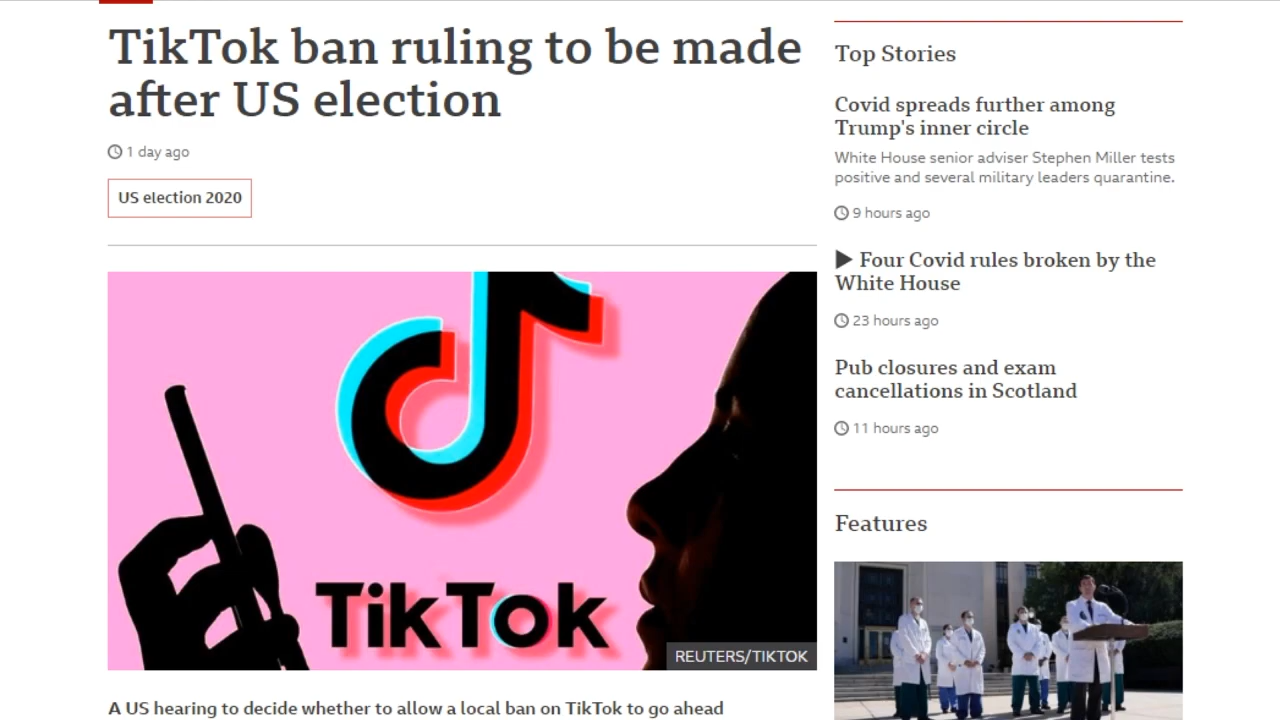 TikTok ban ruling to be made
after US election
1 day ago
US election 2020
TikTok
REUTERS/TIKTOK
A US hearing to decide whether to allow a local ban on TikTok to go ahead
Top Stories
Covid spreads further among
Trump's inner circle
White House senior adviser Stephen Miller tests
positive and several military leaders quarantine.
9 hours ago
Four Covid rules broken by the
White House
23 hours ago
Pub closures and exam
cancellations in Scotland
11 hours ago
Features